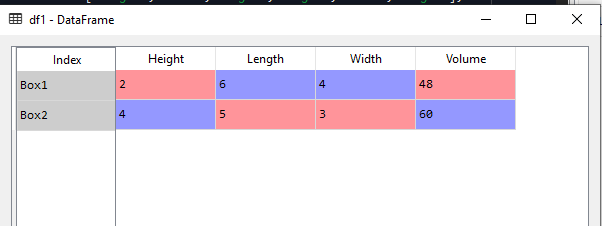 df1 - DataFrame
Index Height Length Width Volume
Box1 2 6 4 48
Box2 4 5 3 60